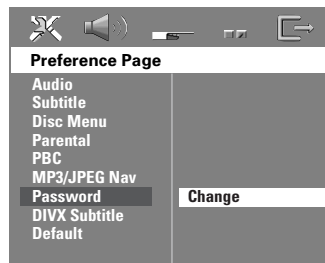 Preference Page
Audio
Subtitle
Disc Menu
Parental
PBC
MP3/JPEG Nav
Password Change
DIVX Subtitle
Default